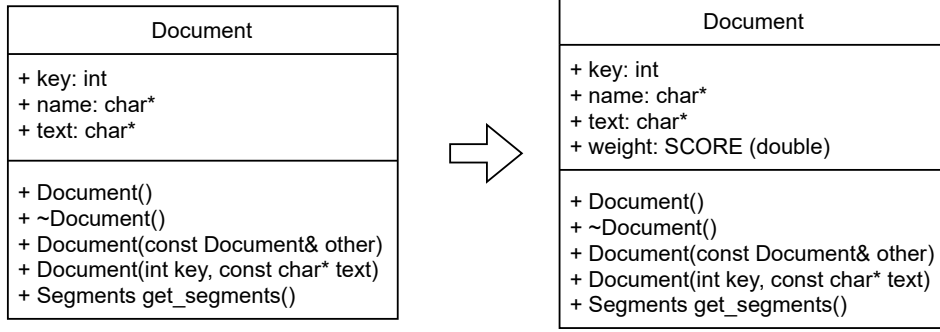 Document
+ key: int
+ name: char*
+ text: char*
+ Document()
+ ~Document()
+ Document(const Document& other)
+ Document(int key, const char* text)
+ Segments get_segments()
Document
+ key: int
+ name: char*
+ text: char*
+ weight: SCORE (double)
+ Document()
+ ~Document()
+ Document(const Document& other)
+ Document(int key, const char* text)
+ Segments get_segments()